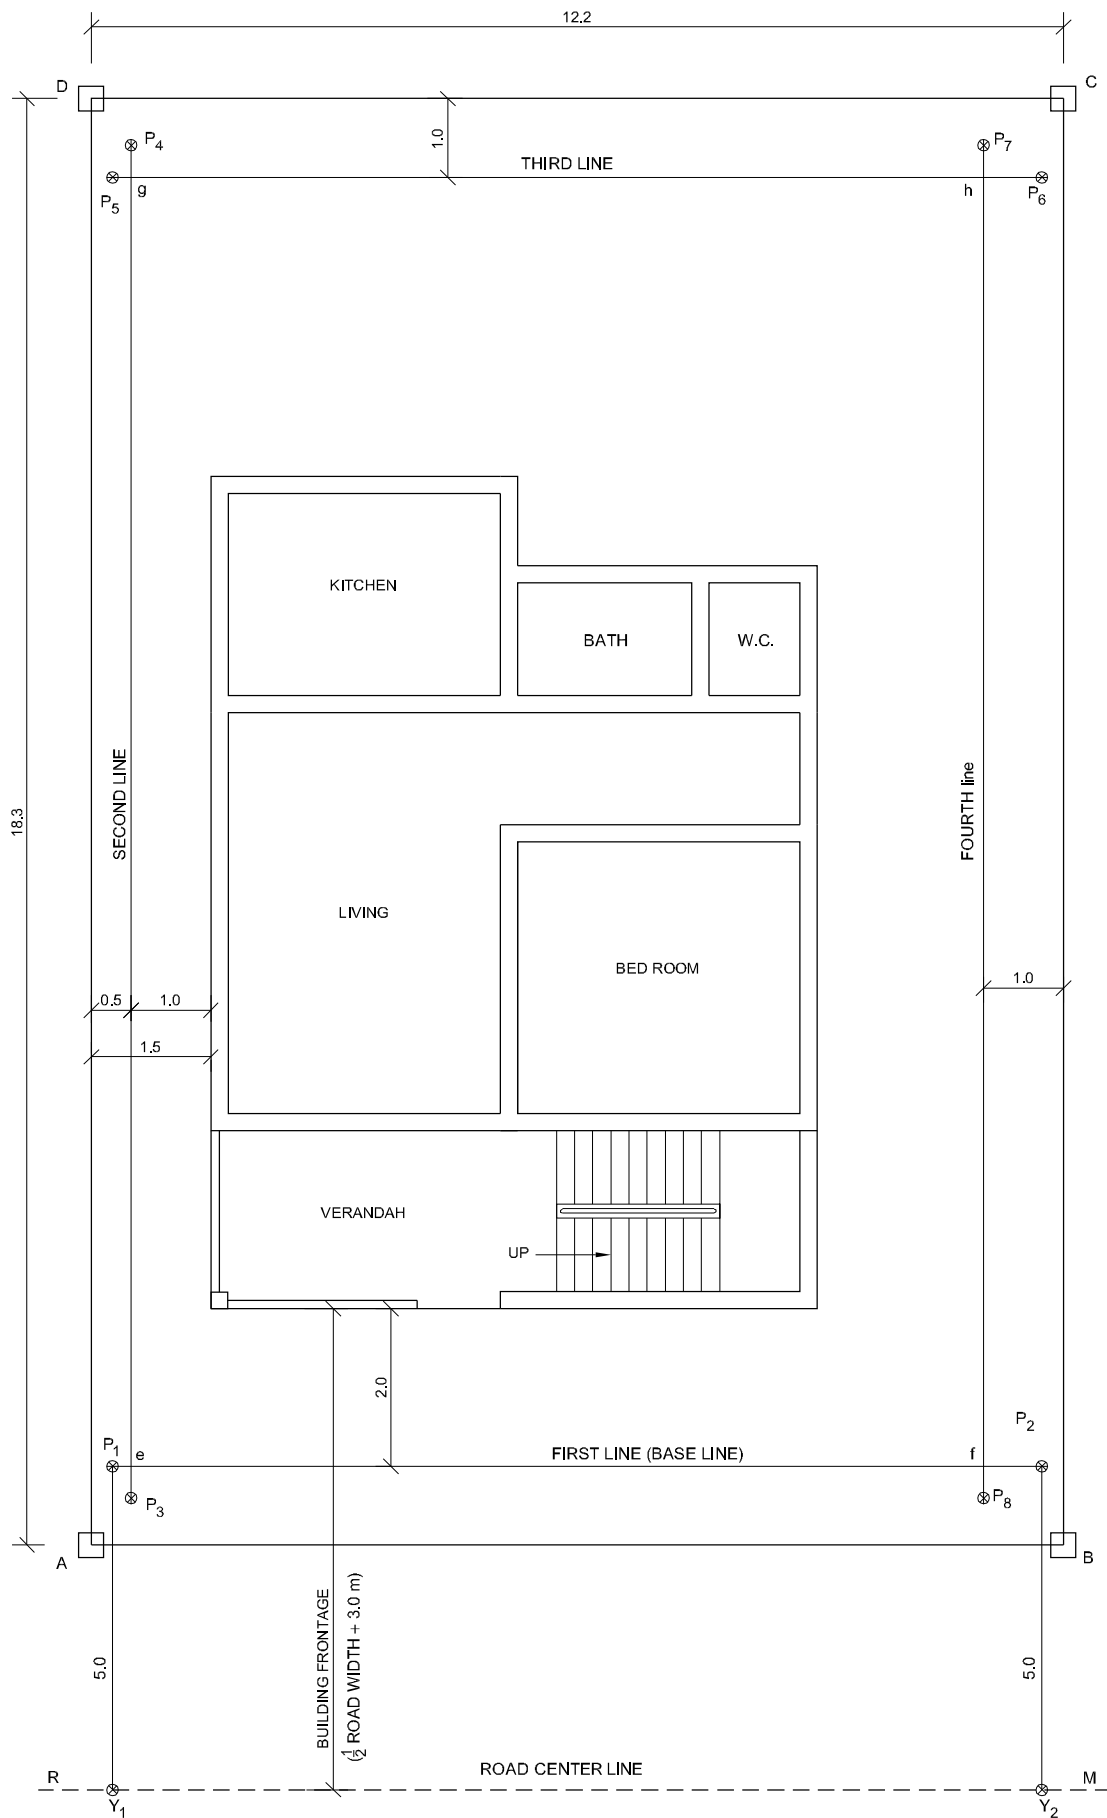 12.2
D
C
P4
P7
1.0
THIRD LINE
P5
g
h
P6
KITCHEN
BATH
W.C.
SECOND LINE
FOURTH line
18.3
LIVING
BED ROOM
0.5
1.0
1.0
1.5
VERANDAH
UP
2.0
P1
e
FIRST LINE (BASE LINE)
f
P2
P3
P8
A
B
BUILDING FRONTAGE
(1/2 ROAD WIDTH + 3.0 m)
5.0
5.0
R
ROAD CENTER LINE
M
Y1
Y2